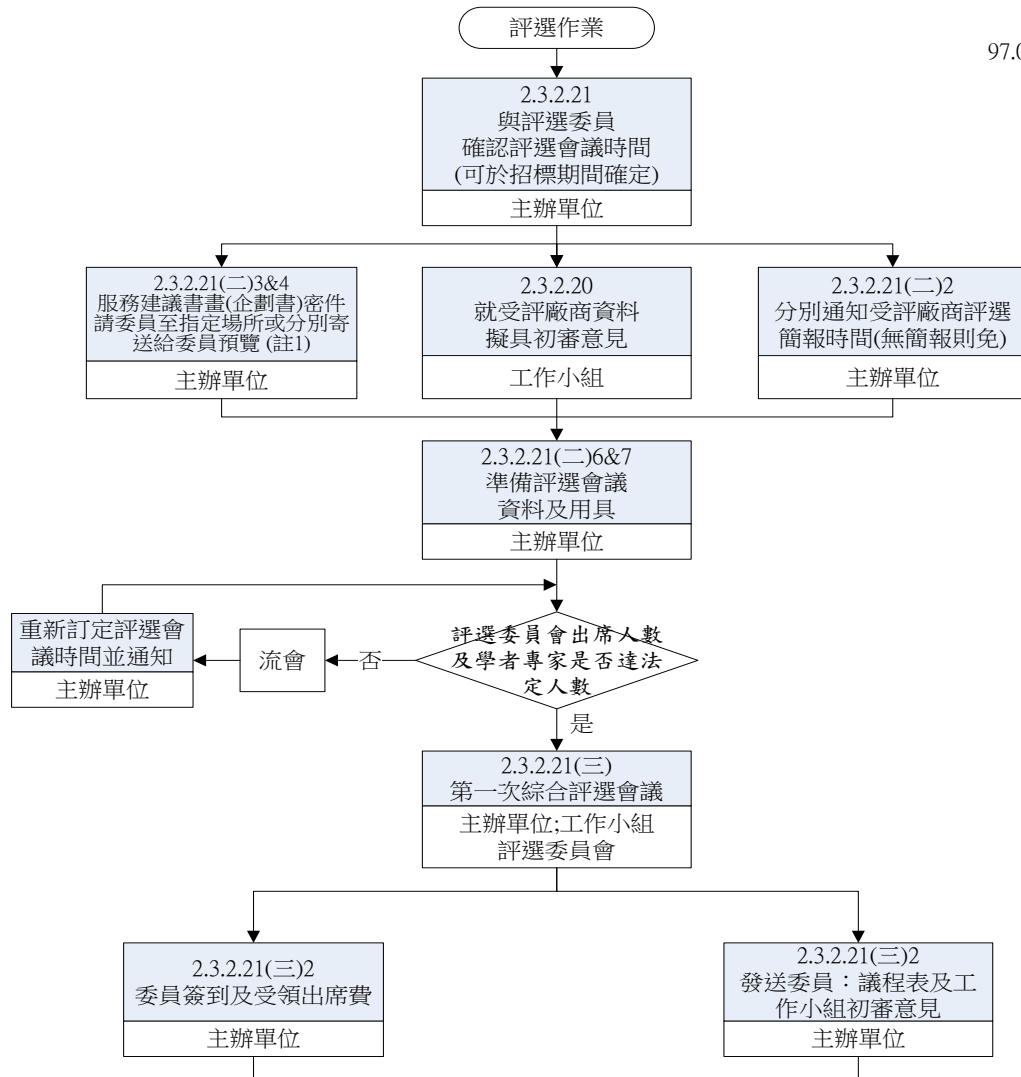 評選作業
97.0
2.3.2.21
與評選委員
確認評選會議時間
(可於招標期間確定)
主辦單位
2.3.2.21(二)3&4
服務建議書畫(企劃書)密件
請委員至指定場所或分別寄
送給委員預覽 (註1)
主辦單位
2.3.2.20
就受評廠商資料
擬具初審意見
工作小組
2.3.2.21(二)2
分別通知受評廠商評選
簡報時間(無簡報則免)
主辦單位
2.3.2.21(二)6&7
準備評選會議
資料及用具
主辦單位
重新訂定評選會
議時間並通知
主辦單位
流會
否
評選委員會出席人數
及學者專家是否達法
定人數
是
2.3.2.21(三)
第一次綜合評選會議
主辦單位;工作小組
評選委員會
2.3.2.21(三)2
委員簽到及受領出席費
主辦單位
2.3.2.21(三)2
發送委員：議程表及工
作小組初審意見
主辦單位